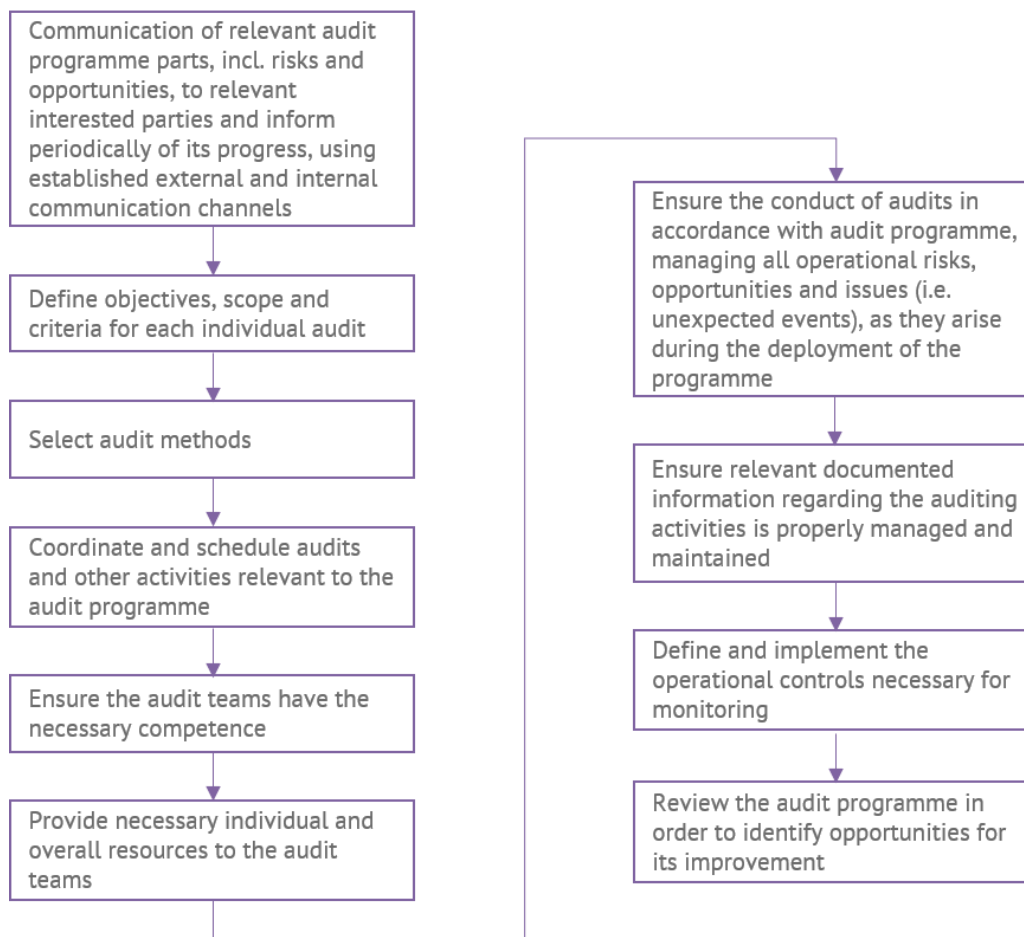 Communication of relevant audit
programme parts, incl. risks and
opportunities, to relevant
interested parties and inform
periodically of its progress, using
established external and internal
communication channels
Define objectives, scope and
criteria for each individual audit
Select audit methods
Coordinate and schedule audits
and other activities relevant to the
audit programme
Ensure the audit teams have the
necessary competence
Provide necessary individual and
overall resources to the audit
teams
Ensure the conduct of audits in
accordance with audit programme,
managing all operational risks,
opportunities and issues (i.e.
unexpected events), as they arise
during the deployment of the
programme
Ensure relevant documented
information regarding the auditing
activities is properly managed and
maintained
Define and implement the
operational controls necessary for
monitoring
Review the audit programme in
order to identify opportunities for
its improvement